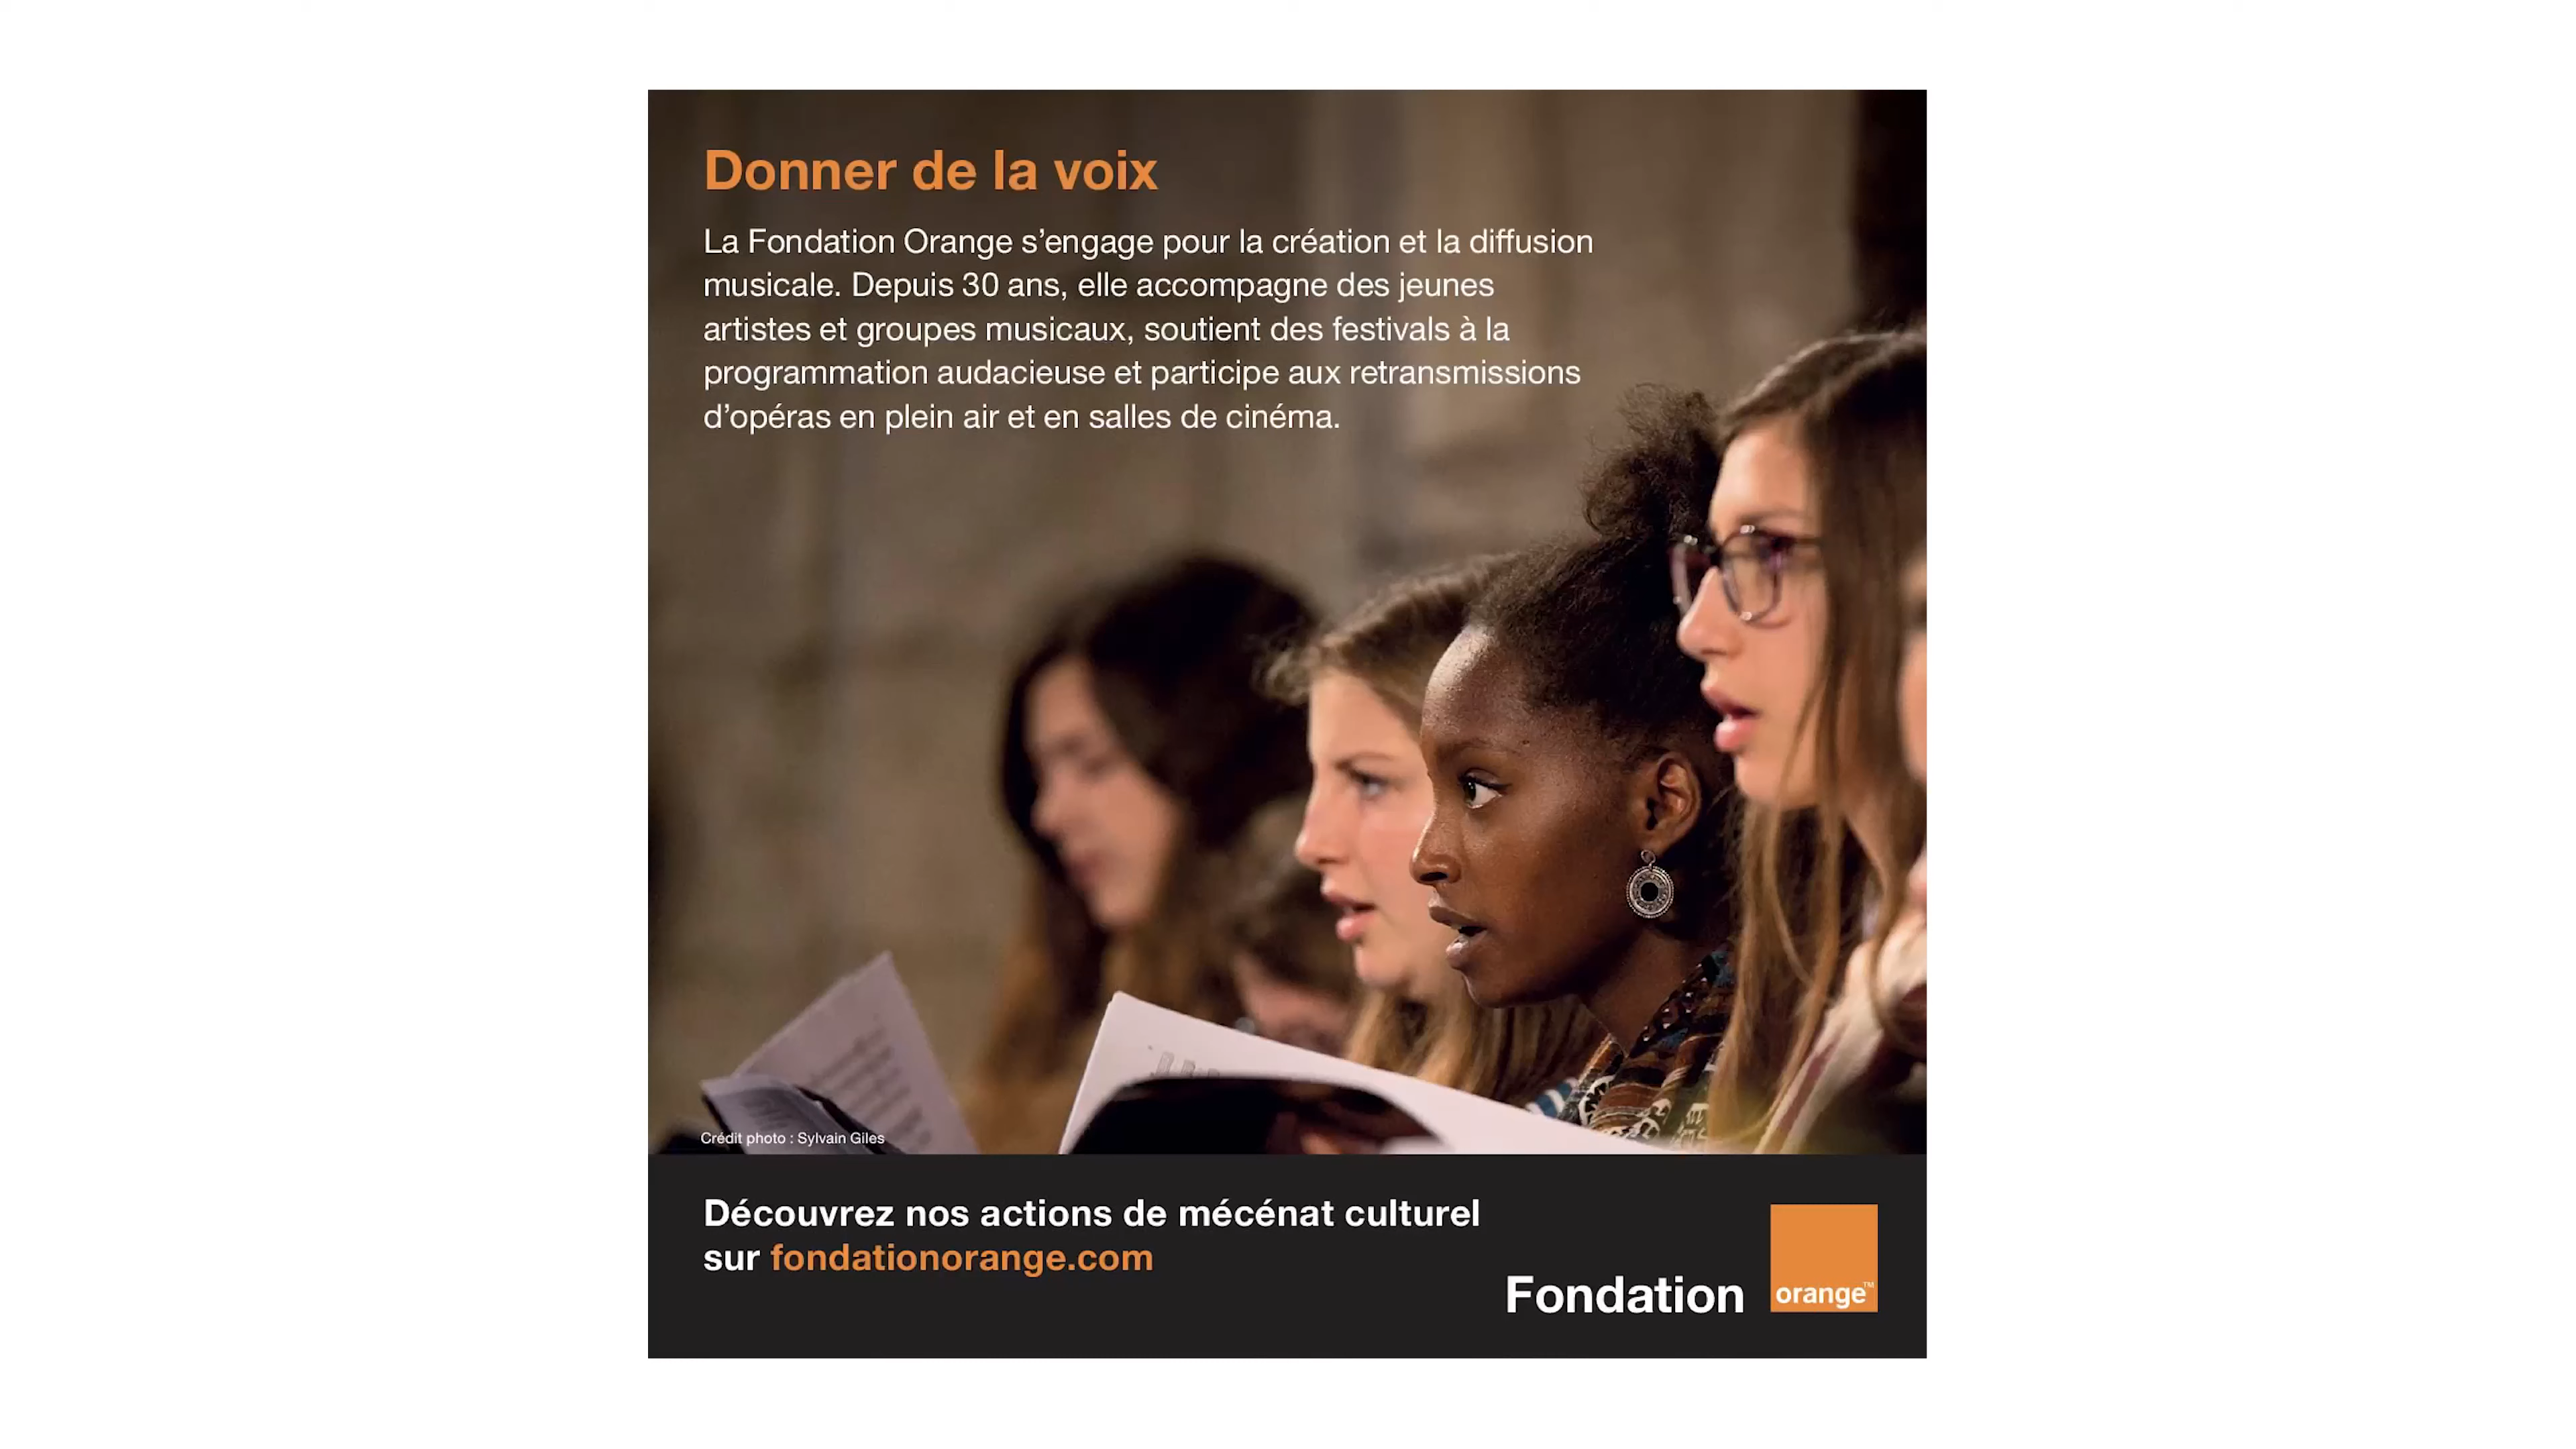 Donner de la voix
La Fondation Orange s’engage pour la création et la diffusion
musicale. Depuis 30 ans, elle accompagne des jeunes
artistes et groupes musicaux, soutient des festivals à la
programmation audacieuse et participe aux retransmissions
d’opéras en plein air et en salles de cinéma.
Crédit photo : Sylvain Giles
Découvrez nos actions de mécénat culturel
sur fondationorange.com
Fondation
orange™